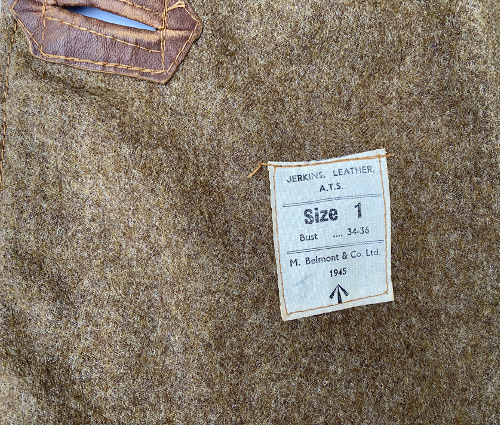 JERKINS, LEATHER,
A.T.S.
Size 1
Bust .... 34-36
M. Belmont & Co. Ltd.
1945